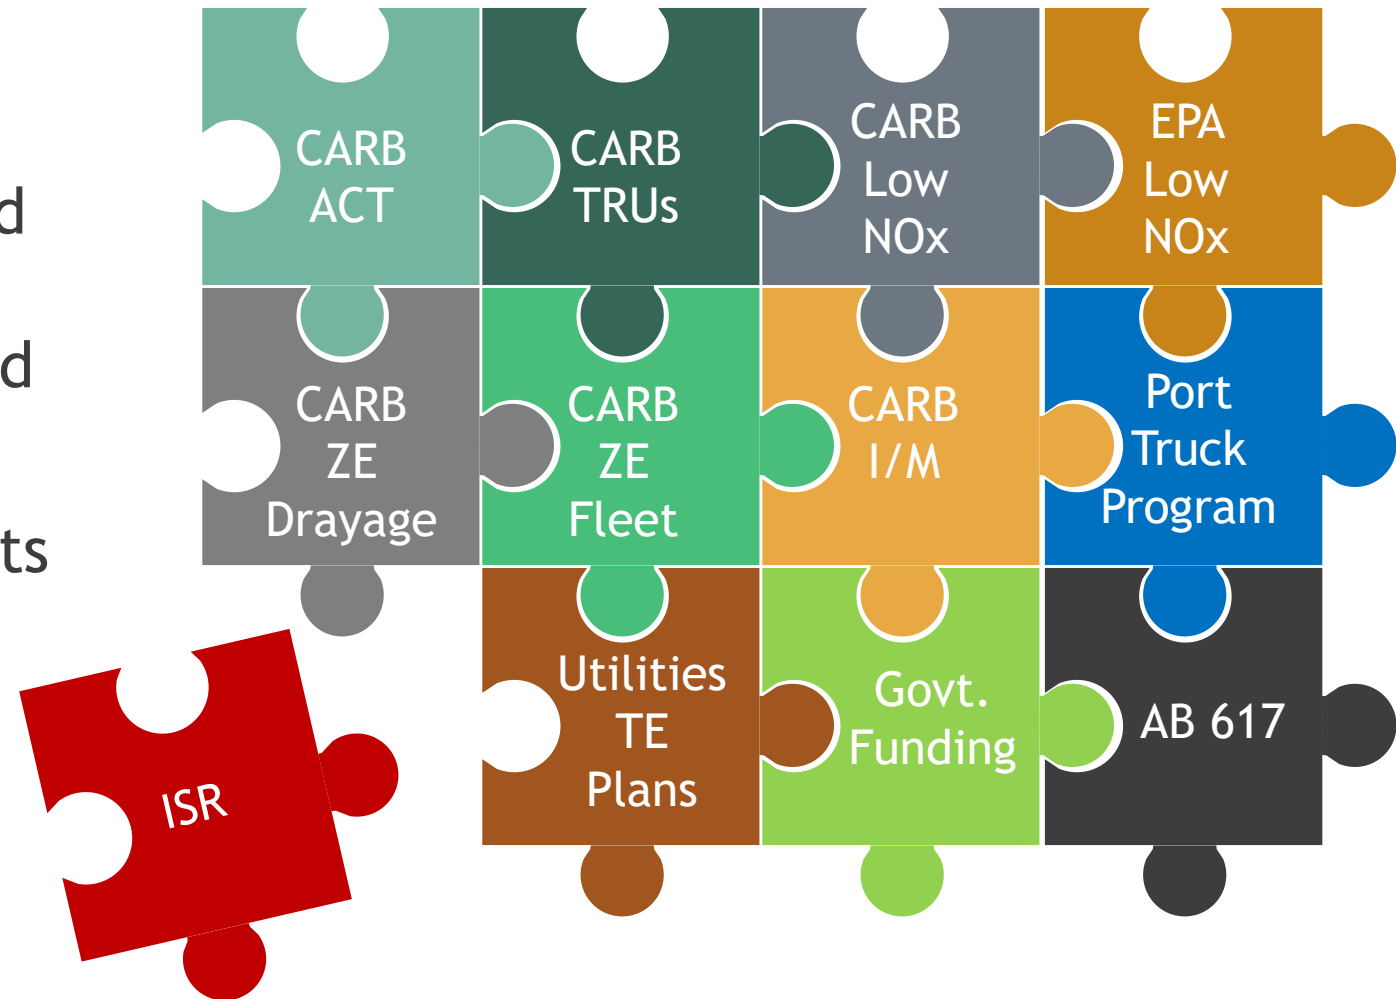 CARB
ACT
CARB
TRUs
CARB
Low
NOx
EPA
Low
NOx
CARB
ZE
Drayage
CARB
ZE
Fleet
CARB
I/M
Port
Truck
Program
Utilities
TE
Plans
Govt.
Funding
AB 617
ISR
d
d
ts